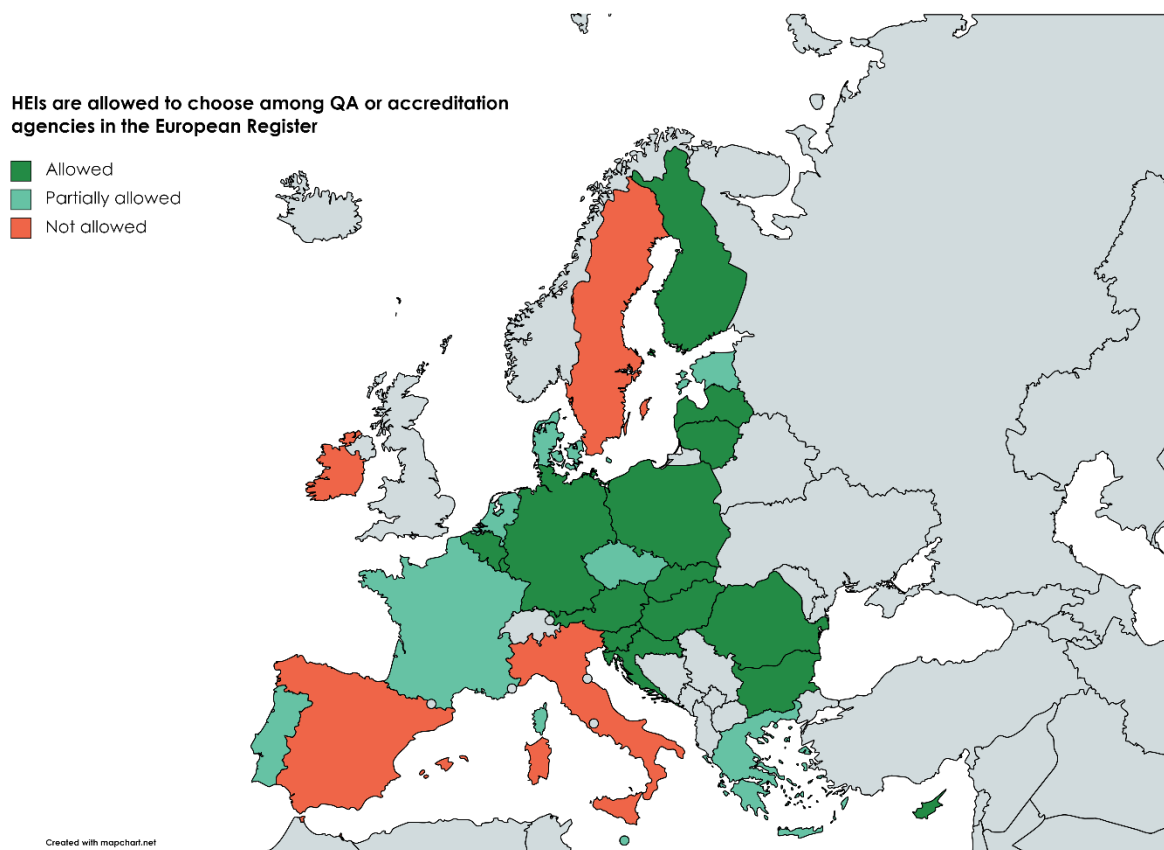 HEIs are allowed to choose among QA or accreditation
agencies in the European Register
Allowed
Partially allowed
Not allowed
Created with mapchart.net